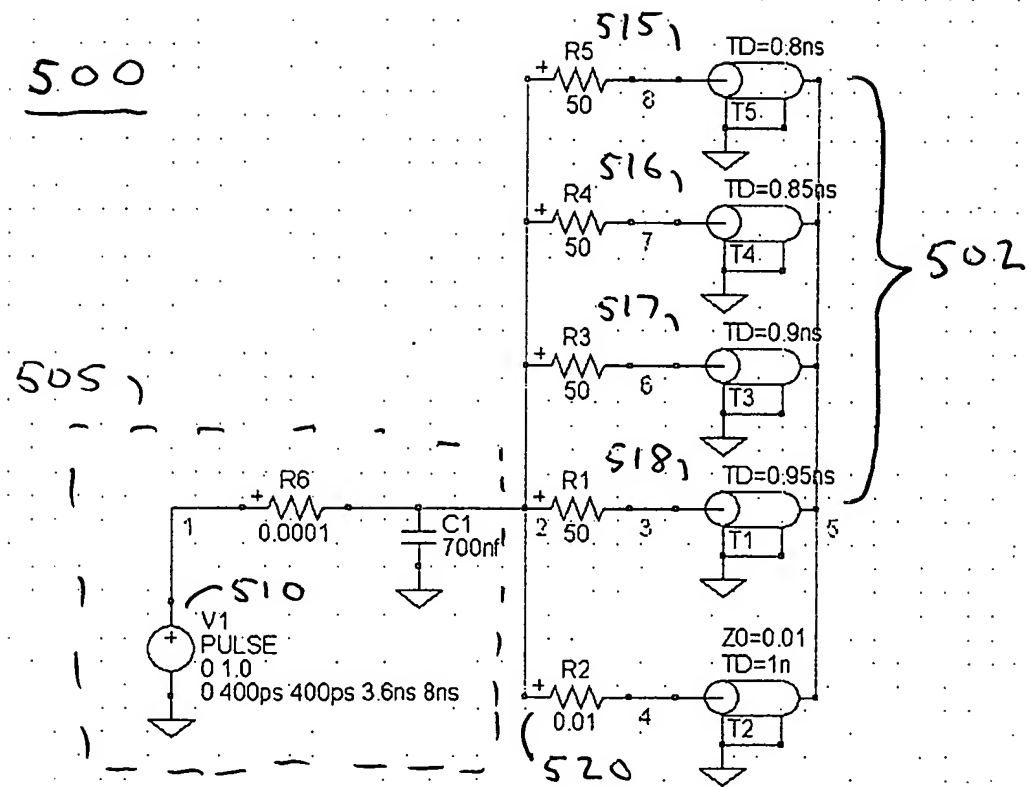 500
515
R5
50
8
TD=0.8ns
T5
516
R4
50
7
TD=0.85ns
T4
502
517
R3
50
6
TD=0.9ns
T3
505
518
R6
0.0001
1
C1
700nf
2
R1
50
3
TD=0.95ns
T1
5
510
V1
PULSE
0 1.0
0 400ps 400ps 3.6ns 8ns
R2
0.01
4
Z0=0.01
TD=1n
T2
520